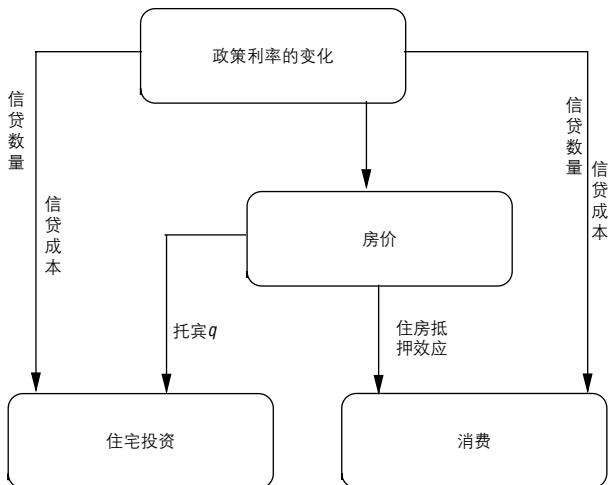 政策利率的变化
信贷数量
信贷成本
信贷数量
信贷成本
房价
托宾q
住房抵
押效应
住宅投资
消费